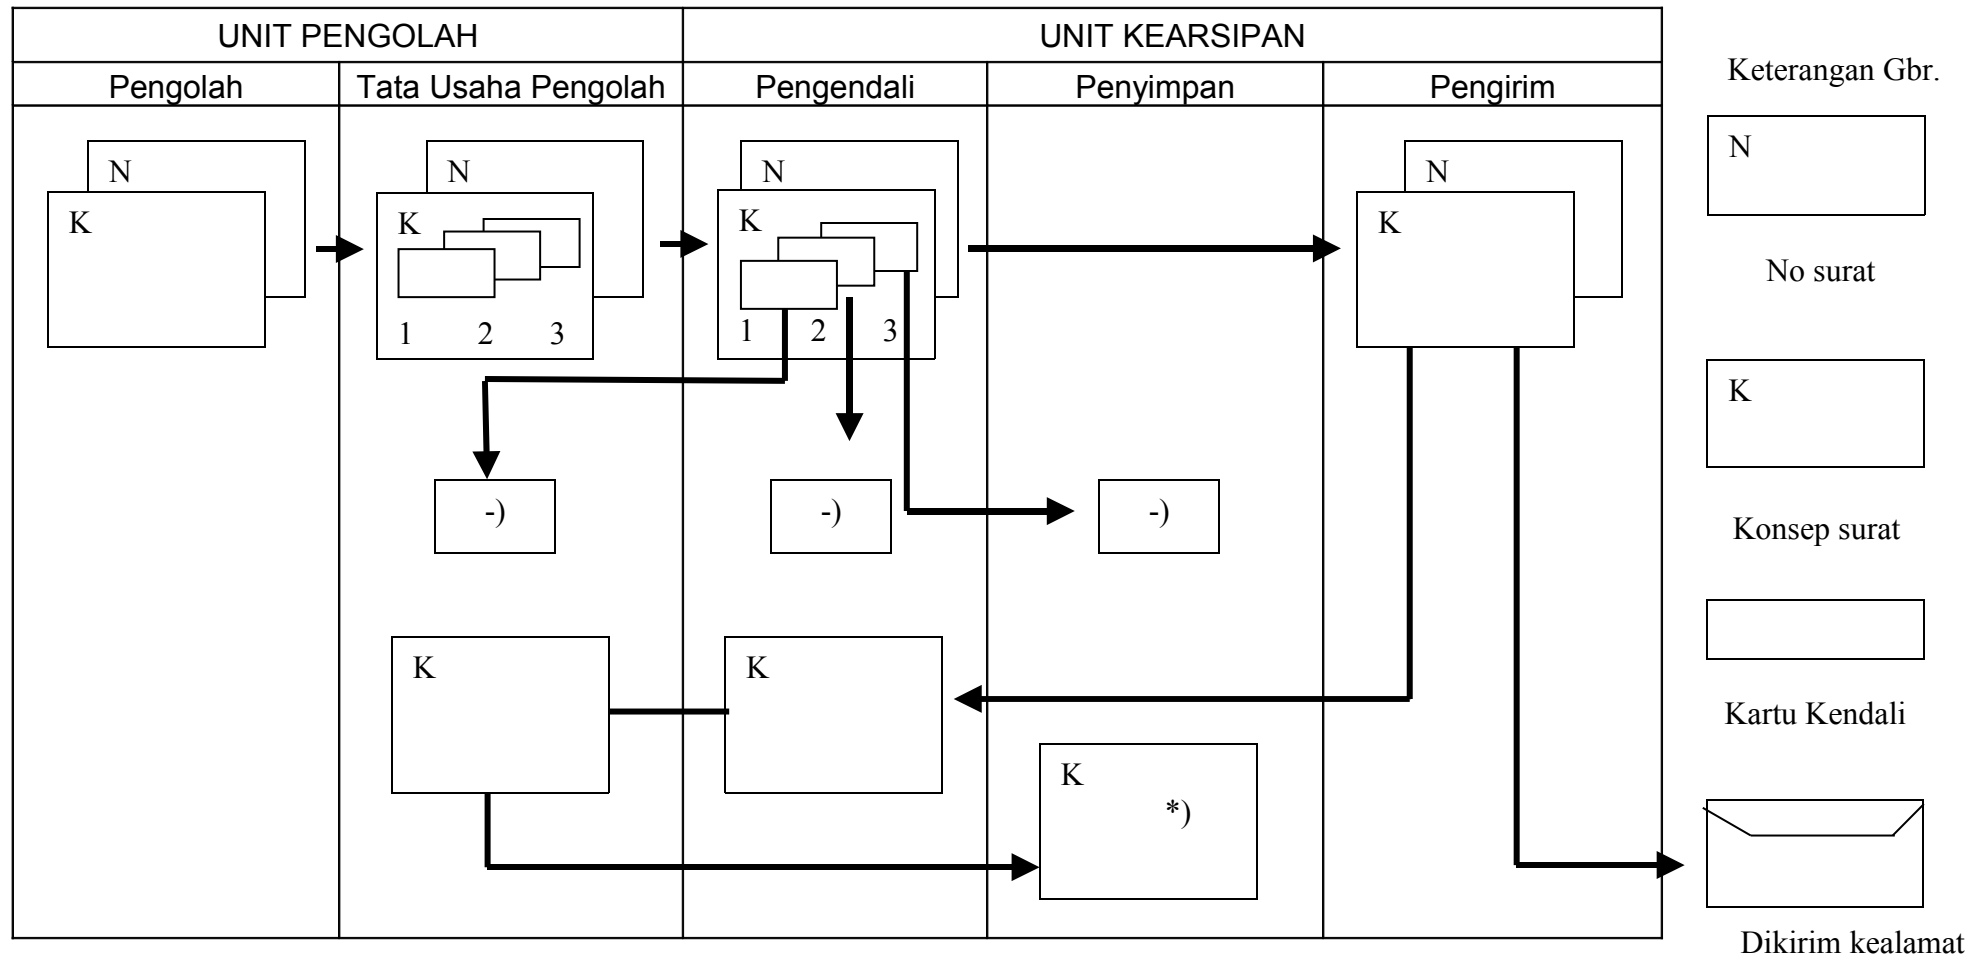 UNIT PENGOLAH UNIT KEARSIPAN
Pengolah Tata Usaha Pengolah Pengendali Penyimpan Pengirim
Keterangan Gbr.
N N N N N
K K K K
1 2 3 1 2 3
No surat
K
-) -) -)
Konsep surat
K K
Kartu Kendali
K
*)
Dikirim kealamat